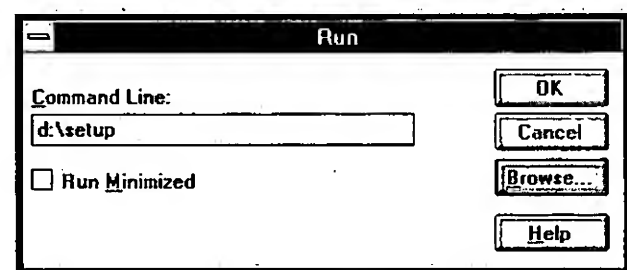 Run
Command Line:
d:\setup
Run Minimized
OK
Cancel
Browse...
Help